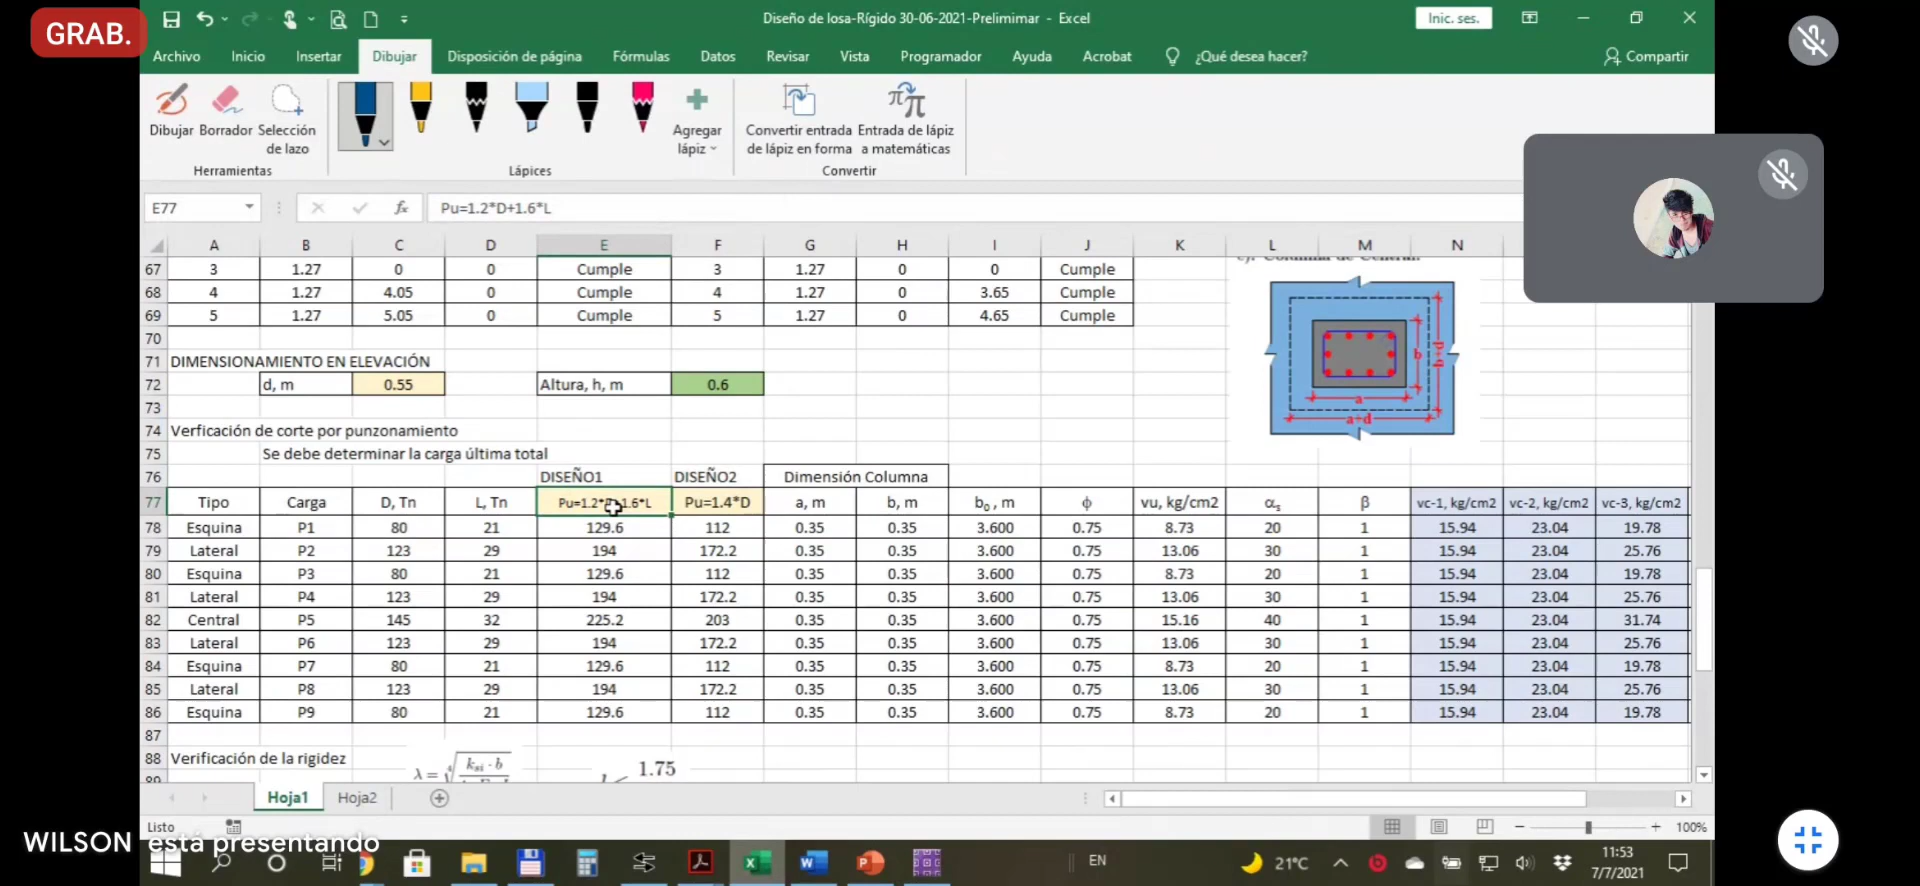 GRAB.
Diseño de losa-Rígido 30-06-2021-Prelimimar - Excel
Inic. ses.
Archivo Inicio Insertar Dibujar Disposición de página Fórmulas Datos Revisar Vista Programador Ayuda Acrobat ¿Qué desea hacer? Compartir
Dibujar Borrador Selección de lazo
Agregar lápiz
Convertir entrada de lápiz en forma
Entrada de lápiz a matemáticas
Herramientas Lápices Convertir
E77 fx Pu=1.2*D+1.6*L
A B C D E F G H I J K L M N
67 3 1.27 0 0 Cumple 3 1.27 0 0 Cumple
68 4 1.27 4.05 0 Cumple 4 1.27 0 3.65 Cumple
69 5 1.27 5.05 0 Cumple 5 1.27 0 4.65 Cumple
70
71 DIMENSIONAMIENTO EN ELEVACIÓN
72 d, m 0.55 Altura, h, m 0.6
73
74 Verficación de corte por punzonamiento
75 Se debe determinar la carga última total
76 DISEÑO1 DISEÑO2 Dimensión Columna
77 Tipo Carga D, Tn L, Tn Pu=1.2*D+1.6*L Pu=1.4*D a, m b, m b₀, m ϕ vu, kg/cm2 αs β vc-1, kg/cm2 vc-2, kg/cm2 vc-3, kg/cm2
78 Esquina P1 80 21 129.6 112 0.35 0.35 3.600 0.75 8.73 20 1 15.94 23.04 19.78
79 Lateral P2 123 29 194 172.2 0.35 0.35 3.600 0.75 13.06 30 1 15.94 23.04 25.76
80 Esquina P3 80 21 129.6 112 0.35 0.35 3.600 0.75 8.73 20 1 15.94 23.04 19.78
81 Lateral P4 123 29 194 172.2 0.35 0.35 3.600 0.75 13.06 30 1 15.94 23.04 25.76
82 Central P5 145 32 225.2 203 0.35 0.35 3.600 0.75 15.16 40 1 15.94 23.04 31.74
83 Lateral P6 123 29 194 172.2 0.35 0.35 3.600 0.75 13.06 30 1 15.94 23.04 25.76
84 Esquina P7 80 21 129.6 112 0.35 0.35 3.600 0.75 8.73 20 1 15.94 23.04 19.78
85 Lateral P8 123 29 194 172.2 0.35 0.35 3.600 0.75 13.06 30 1 15.94 23.04 25.76
86 Esquina P9 80 21 129.6 112 0.35 0.35 3.600 0.75 8.73 20 1 15.94 23.04 19.78
87
88 Verificación de la rigidez
b
b+d
a
a+d
Hoja1 Hoja2
Listo
100%
WILSON está presentando
EN
21°C
11:53
7/7/2021